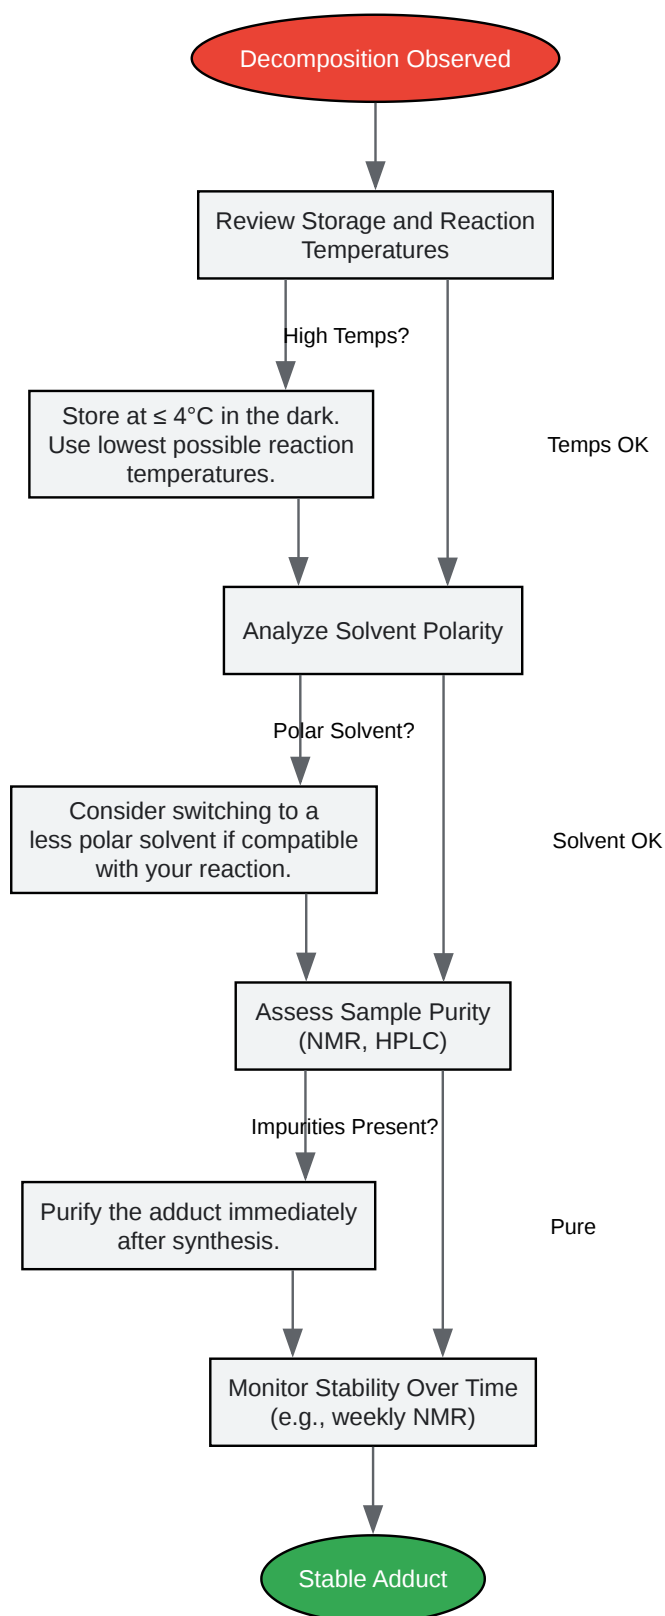 Decomposition Observed
Review Storage and Reaction
Temperatures
High Temps?
Store at ≤ 4°C in the dark.
Use lowest possible reaction
temperatures.
Temps OK
Analyze Solvent Polarity
Polar Solvent?
Consider switching to a
less polar solvent if compatible
with your reaction.
Solvent OK
Assess Sample Purity
(NMR, HPLC)
Impurities Present?
Purify the adduct immediately
after synthesis.
Pure
Monitor Stability Over Time
(e.g., weekly NMR)
Stable Adduct